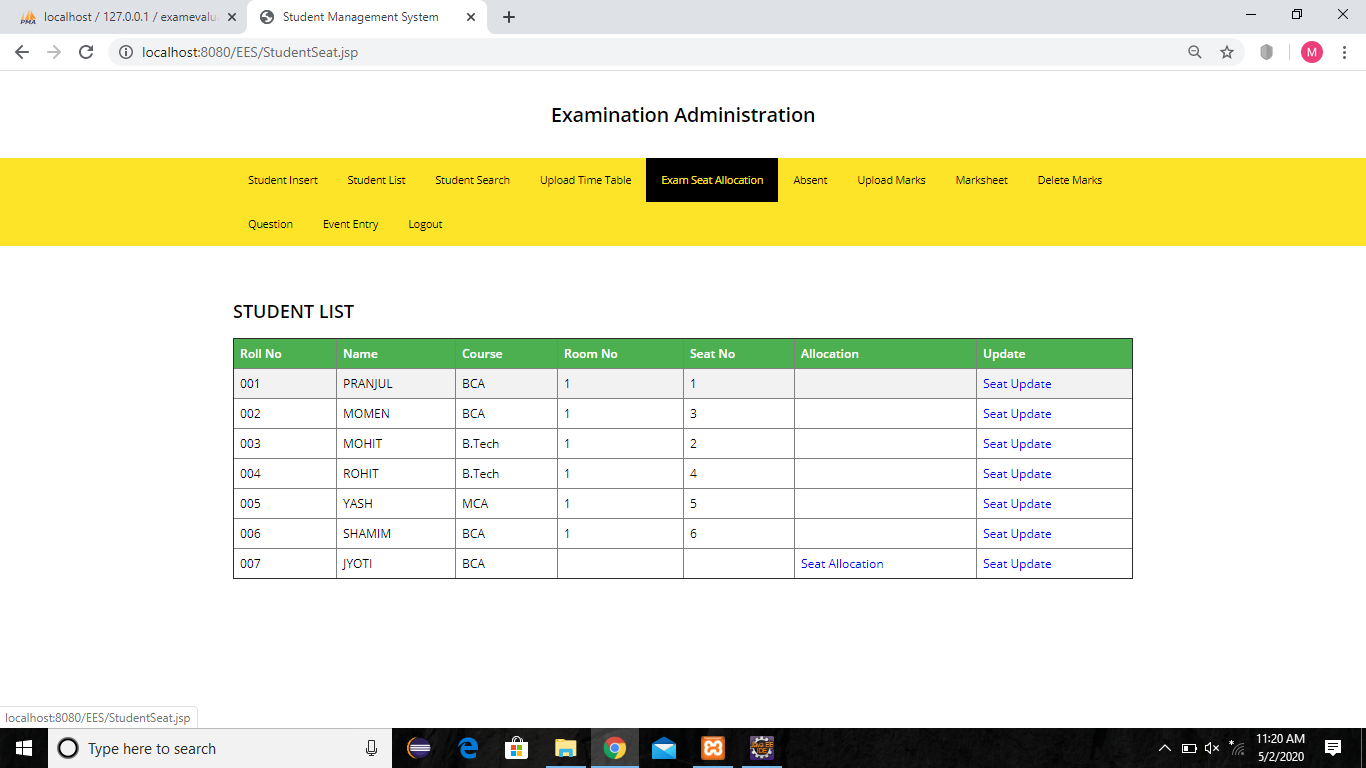 localhost / 127.0.0.1 / examevalu
Student Management System
localhost:8080/EES/StudentSeat.jsp
M
Examination Administration
Student Insert Student List Student Search Upload Time Table Exam Seat Allocation Absent Upload Marks Marksheet Delete Marks
Question Event Entry Logout
STUDENT LIST
Roll No Name Course Room No Seat No Allocation Update
001 PRANJUL BCA 1 1 Seat Update
002 MOMEN BCA 1 3 Seat Update
003 MOHIT B.Tech 1 2 Seat Update
004 ROHIT B.Tech 1 4 Seat Update
005 YASH MCA 1 5 Seat Update
006 SHAMIM BCA 1 6 Seat Update
007 JYOTI BCA Seat Allocation Seat Update
localhost:8080/EES/StudentSeat.jsp
Type here to search
11:20 AM
5/2/2020